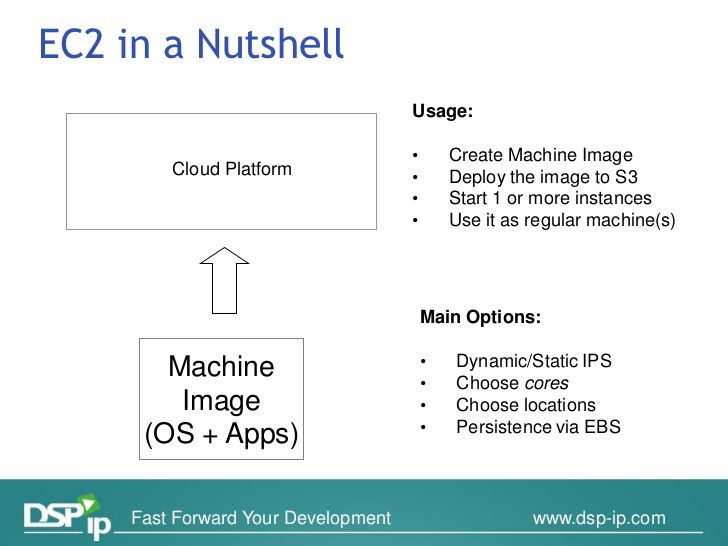 EC2 in a Nutshell
Cloud Platform
Machine
Image
(OS + Apps)
Usage:
• Create Machine Image
• Deploy the image to S3
• Start 1 or more instances
• Use it as regular machine(s)
Main Options:
• Dynamic/Static IPS
• Choose cores
• Choose locations
• Persistence via EBS
DSP ip
Fast Forward Your Development
www.dsp-ip.com